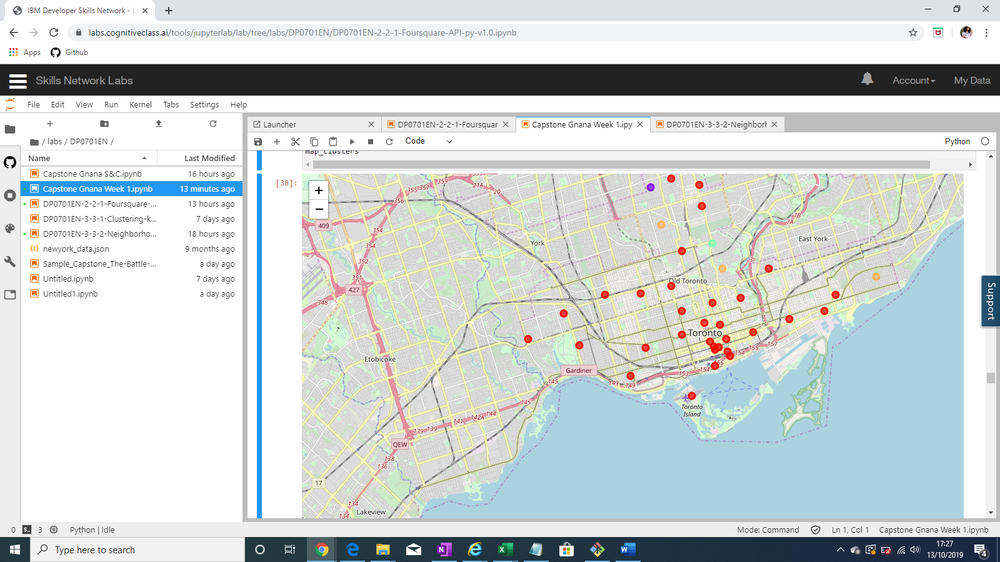 IBM Developer Skills Network - L
labs.cognitiveclass.ai/tools/jupyterlab/lab/tree/labs/DP0701EN/DP0701EN-2-2-1-Foursquare-API-py-v1.0.ipynb
Apps Github
Skills Network Labs Account My Data
File Edit View Run Kernel Tabs Settings Help
/ labs / DP0701EN /
Name Last Modified
Capstone Gnana S&C.ipynb 16 hours ago
Capstone Gnana Week 1.ipynb 13 minutes ago
DP0701EN-2-2-1-Foursquare-... 13 hours ago
DP0701EN-3-3-1-Clustering-k... 7 days ago
DP0701EN-3-3-2-Neighborho... 18 hours ago
newyork_data.json 9 months ago
Sample_Capstone_The-Battle-... a day ago
Untitled.ipynb 7 days ago
Untitled1.ipynb a day ago
Launcher DP0701EN-2-2-1-Foursquar Capstone Gnana Week 1.ipy DP0701EN-3-3-2-Neighborh
Code Python
map_clusters
[38]:
+
−
359
355 357
21A
20
356
409
354
York
7B
7A
East York
354
352
3
351
427
Old Toronto
348
1
Toronto
157
155
154
Etobicoke
155
154
153
Gardiner
145
149 149
145
Toronto
Island
144
142A
141
139 139
QEW
138
136
17
134
Lakeview
134
Support
0 3 Python | Idle Mode: Command Ln 1, Col 1 Capstone Gnana Week 1.ipynb
Type here to search
17:27
13/10/2019
4